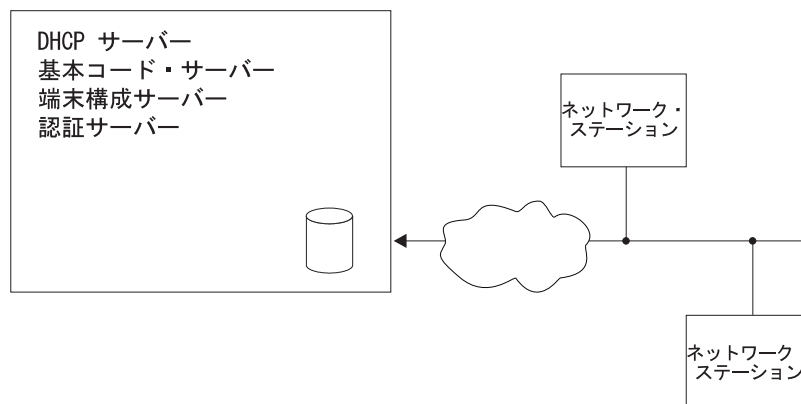 DHCP サーバー
基本コード・サーバー
端末構成サーバー
認証サーバー
ネットワーク・
ステーション
ネットワーク
ステーション